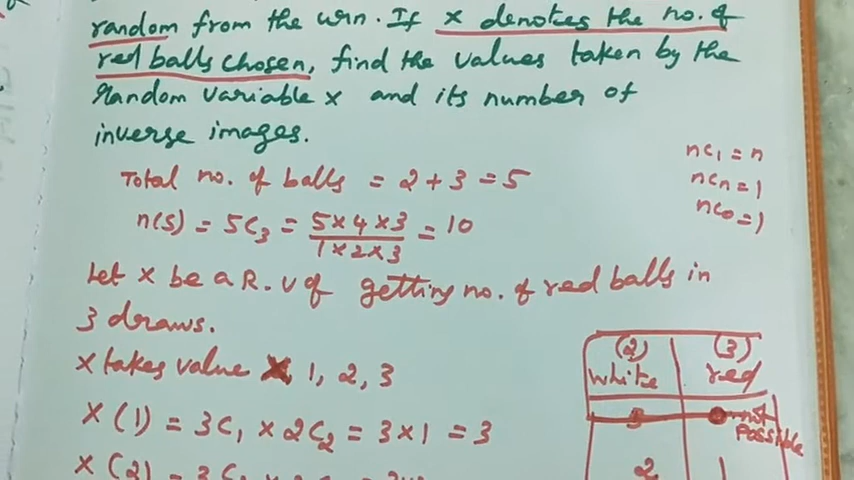 random from the urn. If x denotes the no. of
red balls chosen, find the values taken by the
Random variable x and its number of
inverse images.
nc₁ = n
ncn = 1
nc₀ = 1
Total no. of balls = 2 + 3 = 5
n(S) = 5C₃ = 5×4×3 / 1×2×3 = 10
Let x be a R.V of getting no. of red balls in
3 draws.
X takes value 1, 2, 3
(2) (3)
white red
not
Possible
X (1) = 3C₁ × 2C₂ = 3×1 = 3
2 1
X (2) = 3C